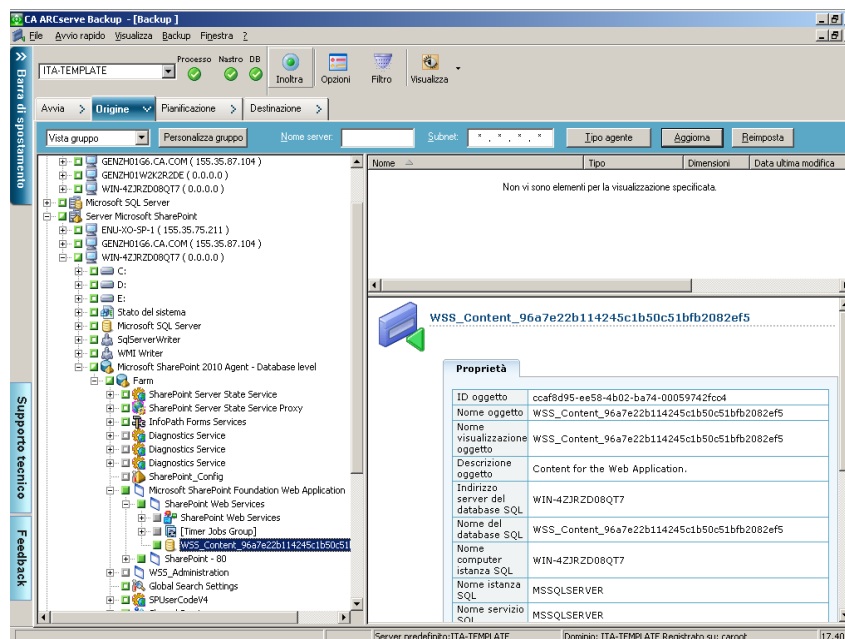 CA ARCserve Backup - [Backup ]
File Avvio rapido Visualizza Backup Finestra ?
ITA-TEMPLATE
Processo Nastro DB
Inoltra Opzioni Filtro Visualizza
Avvia > Origine Pianificazione > Destinazione >
Vista gruppo Personalizza gruppo Nome server: Subnet: * . * . * . * Tipo agente Aggiorna Reimposta
Barra di spostamento
Supporto tecnico
Feedback
GENZH01G6.CA.COM ( 155.35.87.104 )
GENZH01W2K2R2DE ( 0.0.0.0 )
WIN-4ZJRZD08QT7 ( 0.0.0.0 )
Microsoft SQL Server
Server Microsoft SharePoint
ENU-XO-SP-1 ( 155.35.75.211 )
GENZH01G6.CA.COM ( 155.35.87.104 )
WIN-4ZJRZD08QT7 ( 0.0.0.0 )
C:
D:
E:
Stato del sistema
Microsoft SQL Server
SqlServerWriter
WMI Writer
Microsoft SharePoint 2010 Agent - Database level
Farm
SharePoint Server State Service
SharePoint Server State Service Proxy
InfoPath Forms Services
Diagnostics Service
Diagnostics Service
Diagnostics Service
SharePoint_Config
Microsoft SharePoint Foundation Web Application
SharePoint Web Services
SharePoint Web Services
[Timer Jobs Group]
WSS_Content_96a7e22b114245c1b50c51
SharePoint - 80
WSS_Administration
Global Search Settings
SPUserCodeV4
Nome Tipo Dimensioni Data ultima modifica
Non vi sono elementi per la visualizzazione specificata.
WSS_Content_96a7e22b114245c1b50c51bfb2082ef5
Proprietà
ID oggetto ccaf8d95-ee58-4b02-ba74-00059742fcc4
Nome oggetto WSS_Content_96a7e22b114245c1b50c51bfb2082ef5
Nome
visualizzazione WSS_Content_96a7e22b114245c1b50c51bfb2082ef5
oggetto
Descrizione
oggetto Content for the Web Application.
Indirizzo
server del WIN-4ZJRZD08QT7
database SQL
Nome del
database SQL WSS_Content_96a7e22b114245c1b50c51bfb2082ef5
Nome
computer WIN-4ZJRZD08QT7
istanza SQL
Nome istanza
SQL MSSQLSERVER
Nome servizio
SQL MSSQLSERVER
Server predefinito:ITA-TEMPLATE Dominio: ITA-TEMPLATE Registrato su: caroot 17.40